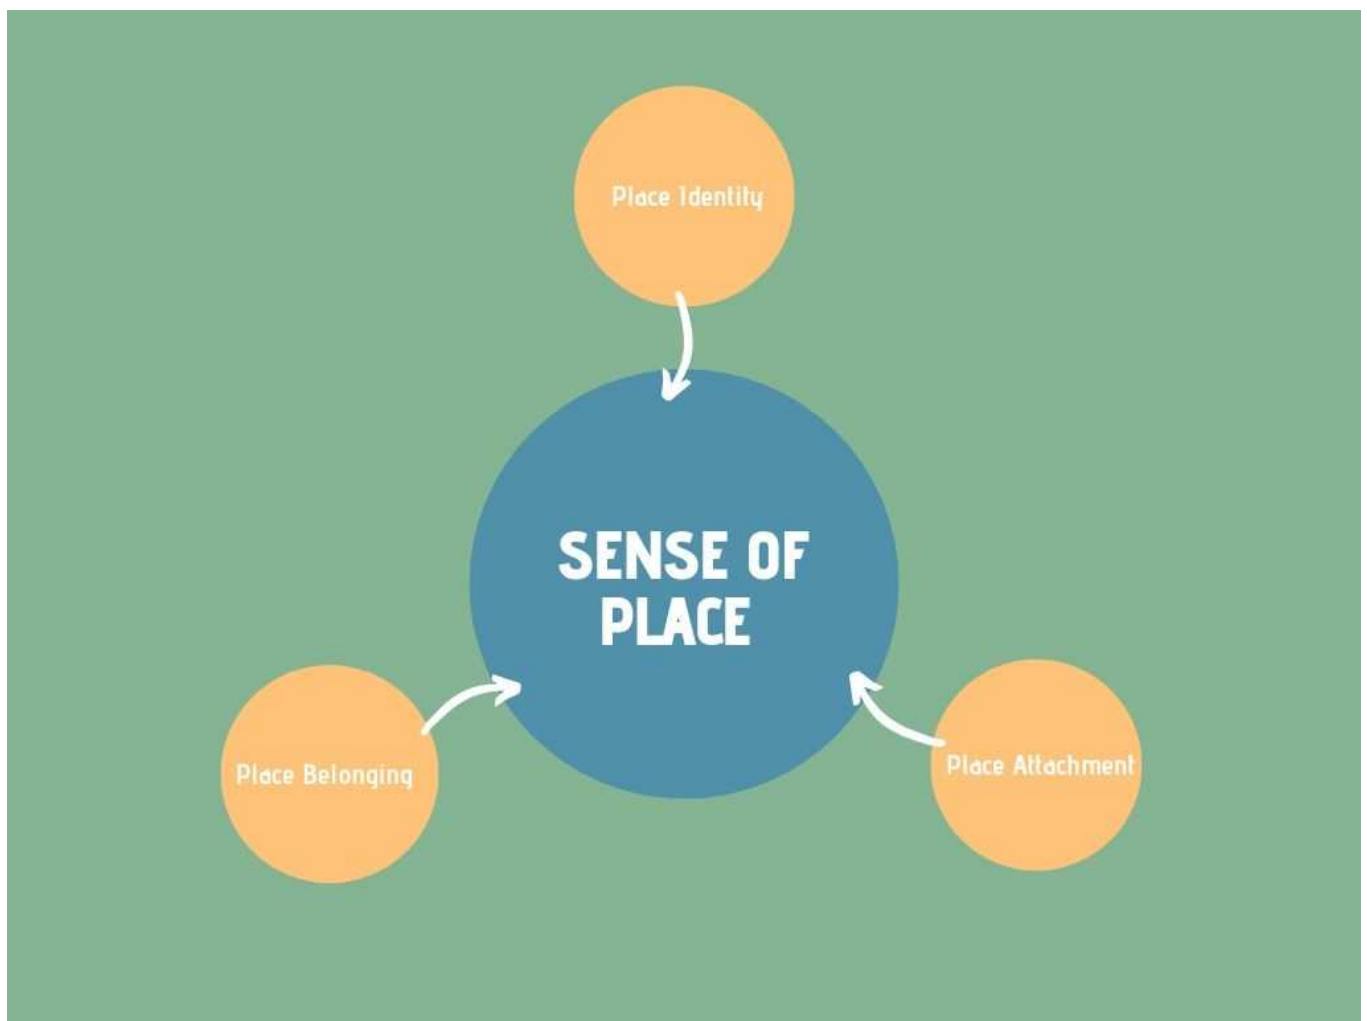 Place Identity
SENSE OF
PLACE
Place Belonging
Place Attachment